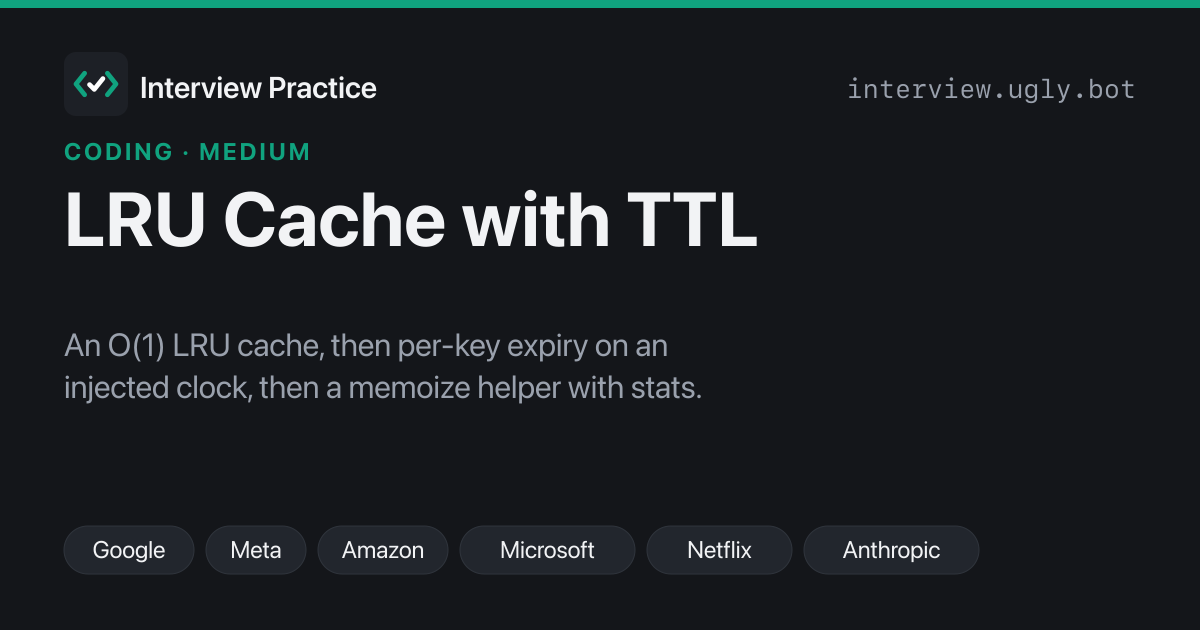 Interview Practice
interview.ugly.bot
CODING · MEDIUM
LRU Cache with TTL
An O(1) LRU cache, then per-key expiry on an
injected clock, then a memoize helper with stats.
Google
Meta
Amazon
Microsoft
Netflix
Anthropic